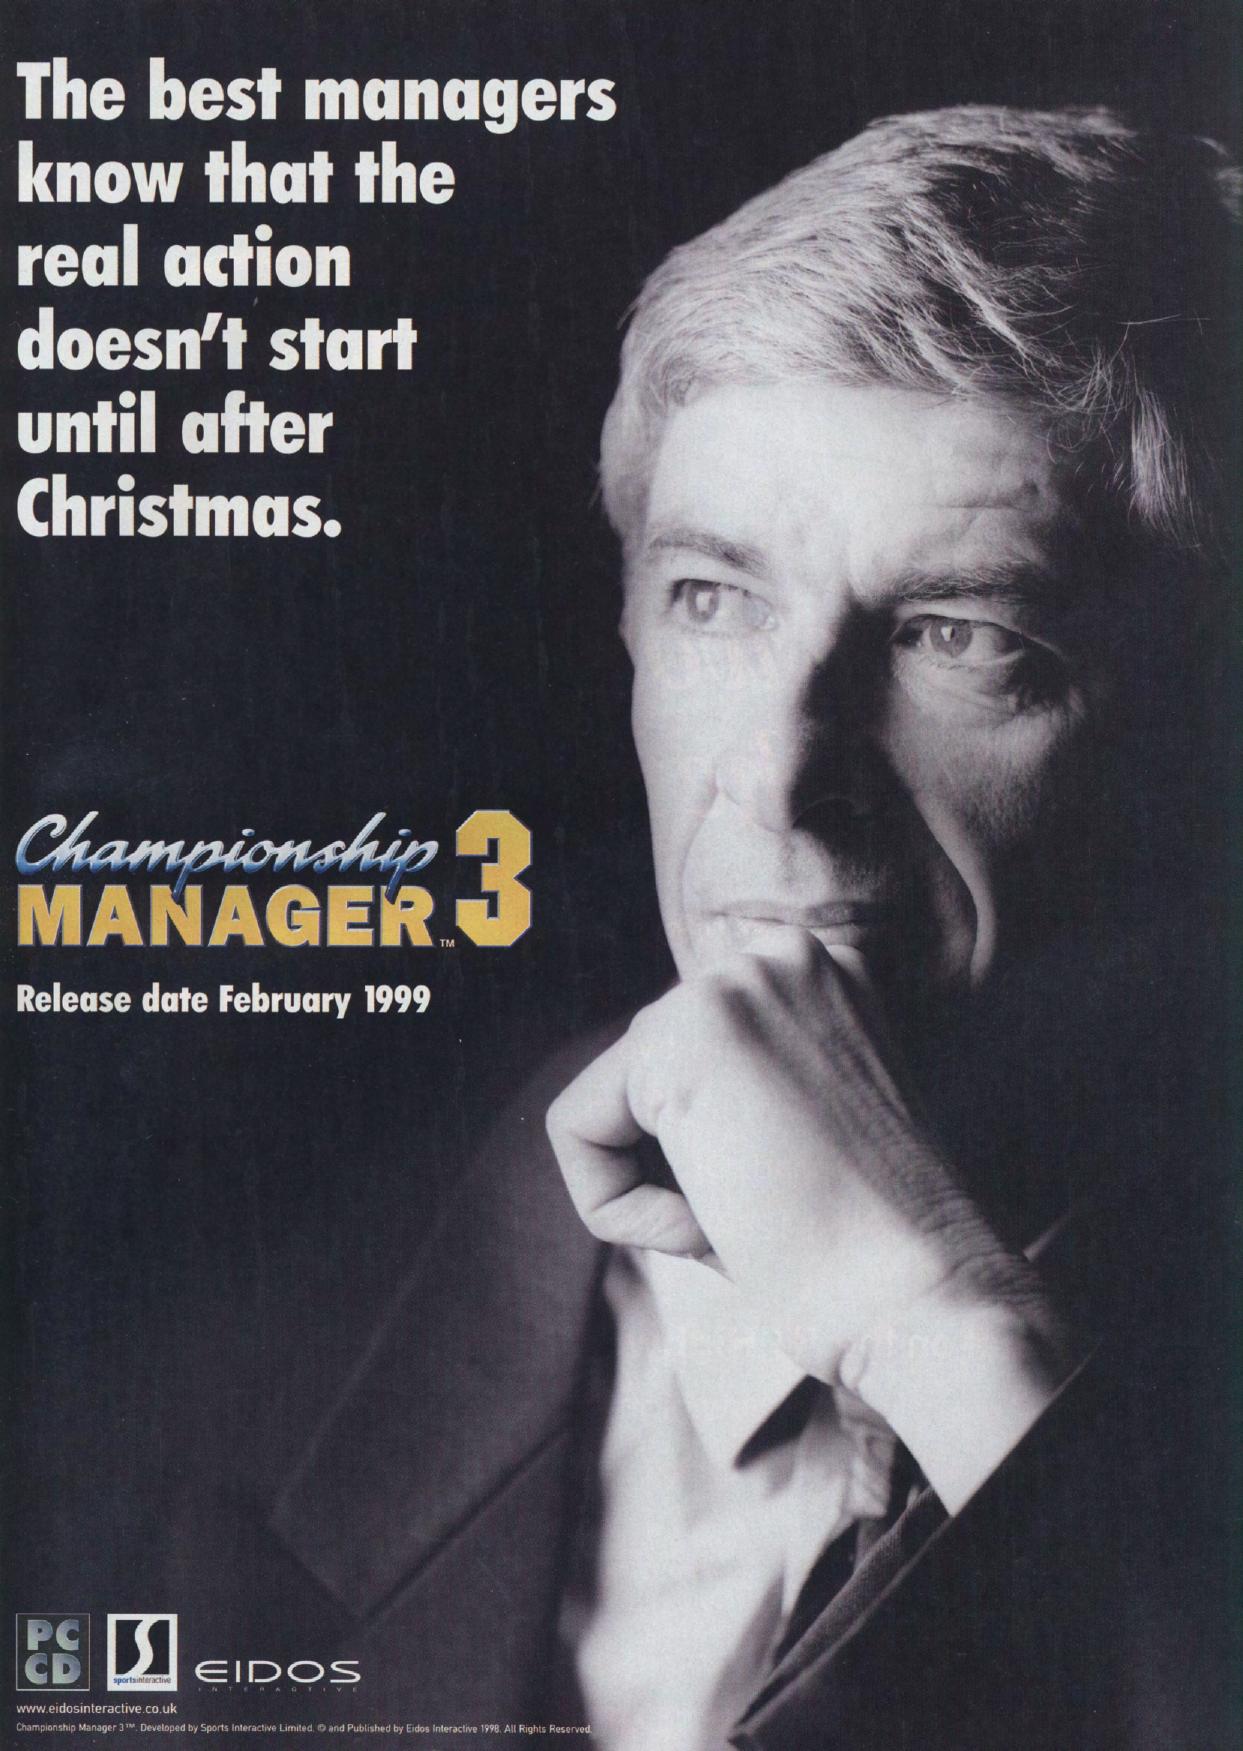 The best managers
know that the
real action
doesn't start
until after
Christmas.
Championship
MANAGER™ 3
Release date February 1999
PC
CD
sportsinteractive
EIDOS
INTERACTIVE
www.eidosinteractive.co.uk
Championship Manager 3™. Developed by Sports Interactive Limited. © and Published by Eidos Interactive 1998. All Rights Reserved.